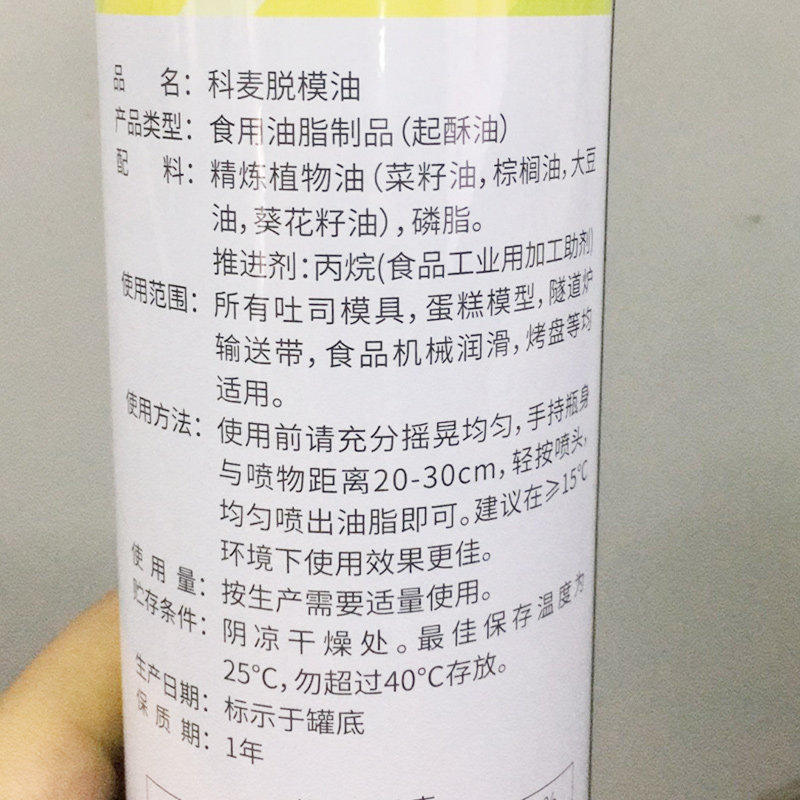 品 名：科麦脱模油
产品类型：食用油脂制品（起酥油）
配 料：精炼植物油（菜籽油，棕榈油，大豆
油，葵花籽油），磷脂。
推进剂：丙烷(食品工业用加工助剂)
使用范围：所有吐司模具，蛋糕模型，隧道炉
输送带，食品机械润滑，烤盘等均
适用。
使用方法：使用前请充分摇晃均匀，手持瓶身
与喷物距离20-30cm，轻按喷头，
均匀喷出油脂即可。建议在≥15℃
环境下使用效果更佳。
使 用 量：按生产需要适量使用。
贮存条件：阴凉干燥处。最佳保存温度为
25℃，勿超过40℃存放。
生产日期：标示于罐底
保 质 期：1年